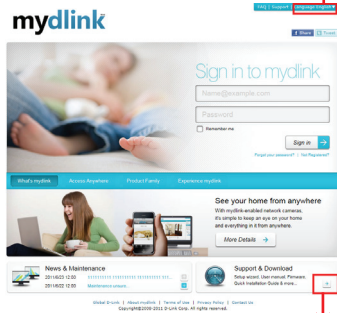 FAQ | Support | language:English
mydlink
Share Tweet
Sign in to mydlink
Name@example.com
Password
Remember me
Sign in
Forgot your password? | Not Registered?
What's mydlink Access Anywhere Product Family Experience mydlink
See your home from anywhere
With mydlink-enabled network cameras,
it's simple to keep an eye on your home
and everything in it from anywhere.
More Details
News & Maintenance
2011/6/23 12:00
2011/6/22 12:00 Maintenance
Support & Download
Setup wizard, User manual, Firmware,
Quick Installation Guide & more...
Global D-Link | About mydlink | Terms of Use | Privacy Policy | Contact Us
Copyright©2008-2011 D-Link Corp. All rights reserved.